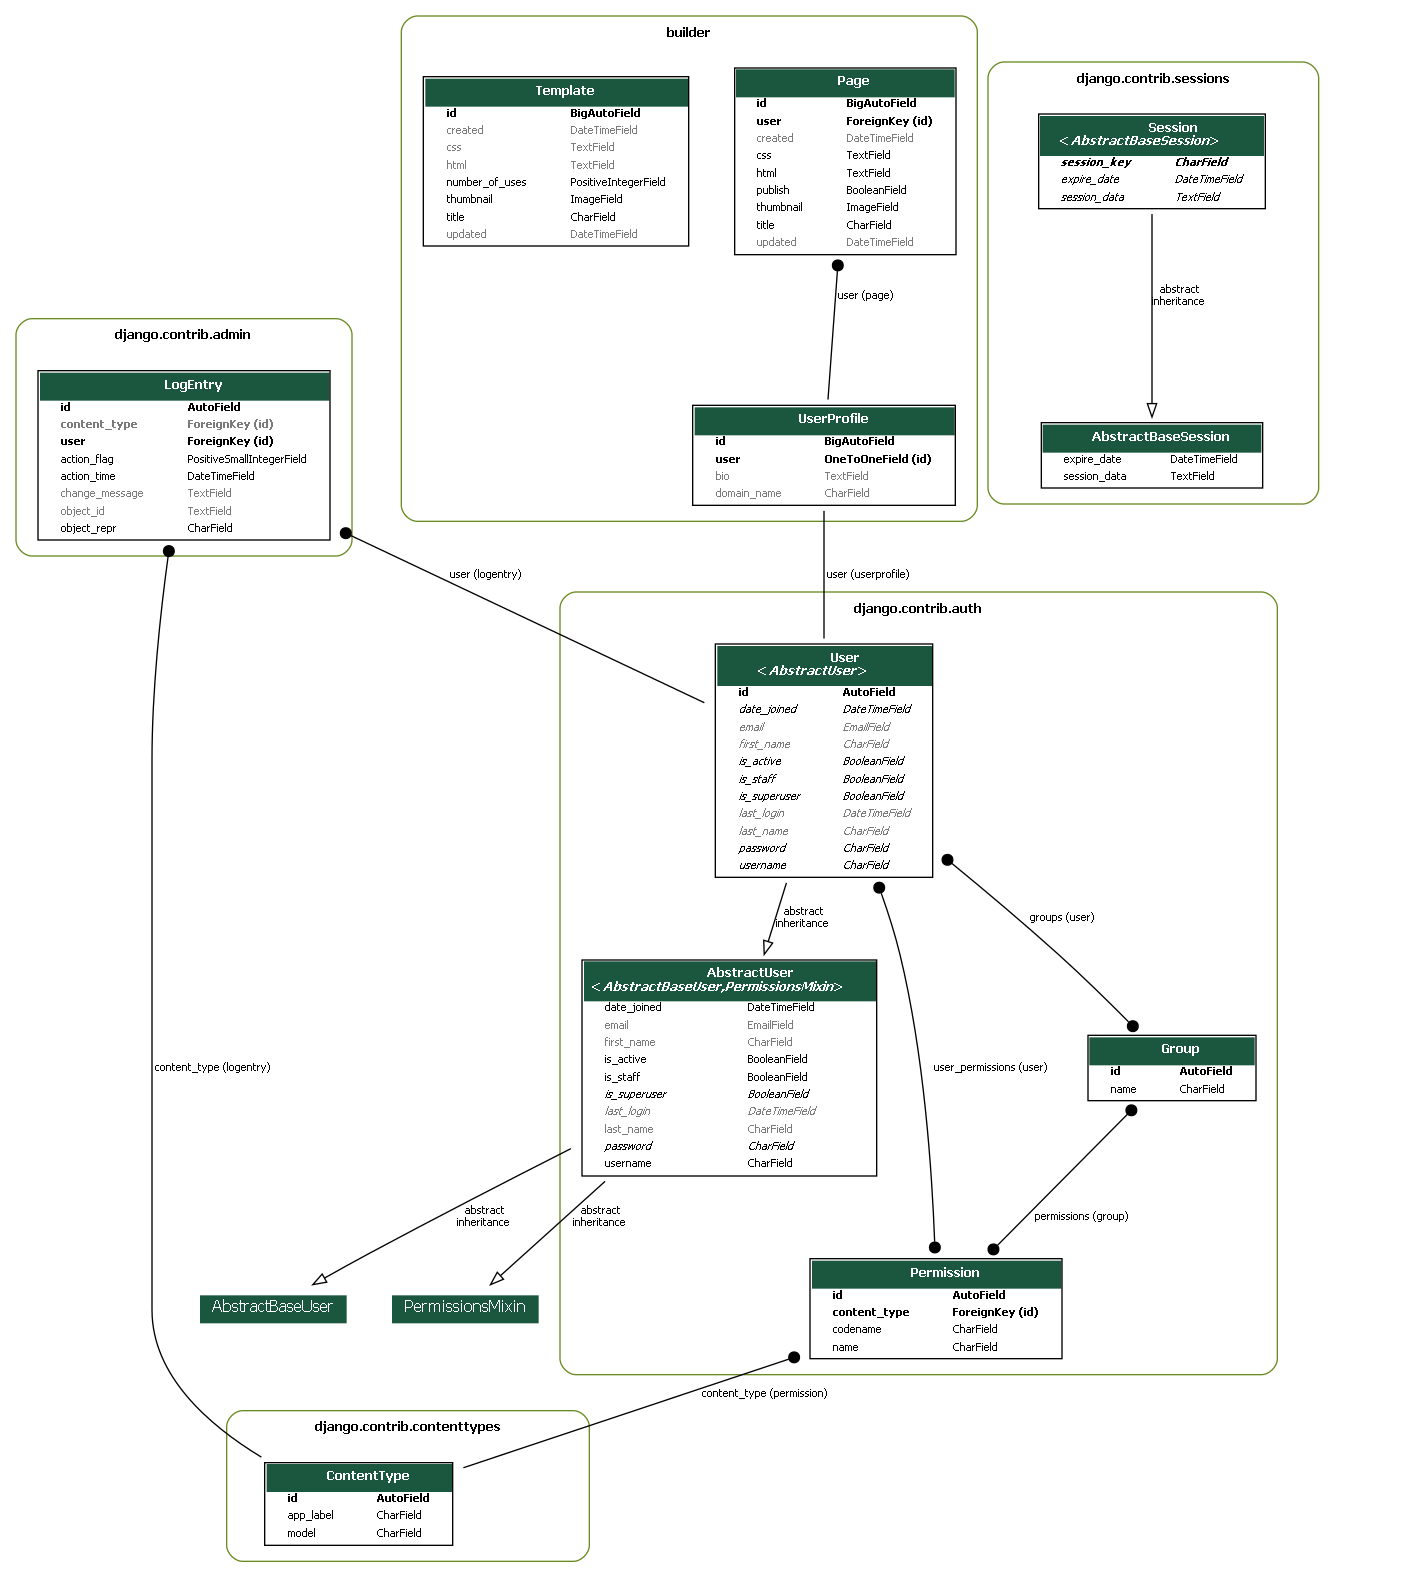 builder
Template
id BigAutoField
created DateTimeField
css TextField
html TextField
number_of_uses PositiveIntegerField
thumbnail ImageField
title CharField
updated DateTimeField
Page
id BigAutoField
user ForeignKey (id)
created DateTimeField
css TextField
html TextField
publish BooleanField
thumbnail ImageField
title CharField
updated DateTimeField
user (page)
UserProfile
id BigAutoField
user OneToOneField (id)
bio TextField
domain_name CharField
django.contrib.sessions
Session
<AbstractBaseSession>
session_key CharField
expire_date DateTimeField
session_data TextField
abstract
inheritance
AbstractBaseSession
expire_date DateTimeField
session_data TextField
django.contrib.admin
LogEntry
id AutoField
content_type ForeignKey (id)
user ForeignKey (id)
action_flag PositiveSmallIntegerField
action_time DateTimeField
change_message TextField
object_id TextField
object_repr CharField
user (logentry)
user (userprofile)
django.contrib.auth
User
<AbstractUser>
id AutoField
date_joined DateTimeField
email EmailField
first_name CharField
is_active BooleanField
is_staff BooleanField
is_superuser BooleanField
last_login DateTimeField
last_name CharField
password CharField
username CharField
abstract
inheritance
groups (user)
AbstractUser
<AbstractBaseUser,PermissionsMixin>
date_joined DateTimeField
email EmailField
first_name CharField
is_active BooleanField
is_staff BooleanField
is_superuser BooleanField
last_login DateTimeField
last_name CharField
password CharField
username CharField
user_permissions (user)
Group
id AutoField
name CharField
content_type (logentry)
abstract
inheritance
abstract
inheritance
permissions (group)
AbstractBaseUser
PermissionsMixin
Permission
id AutoField
content_type ForeignKey (id)
codename CharField
name CharField
content_type (permission)
django.contrib.contenttypes
ContentType
id AutoField
app_label CharField
model CharField